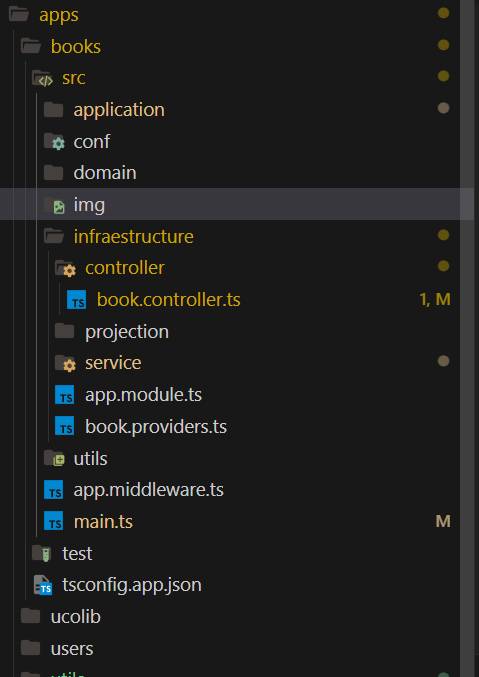 apps
books
src
application
conf
domain
img
infraestructure
controller
TS book.controller.ts 1, M
projection
service
TS app.module.ts
TS book.providers.ts
utils
TS app.middleware.ts
TS main.ts M
test
TS tsconfig.app.json
ucolib
users